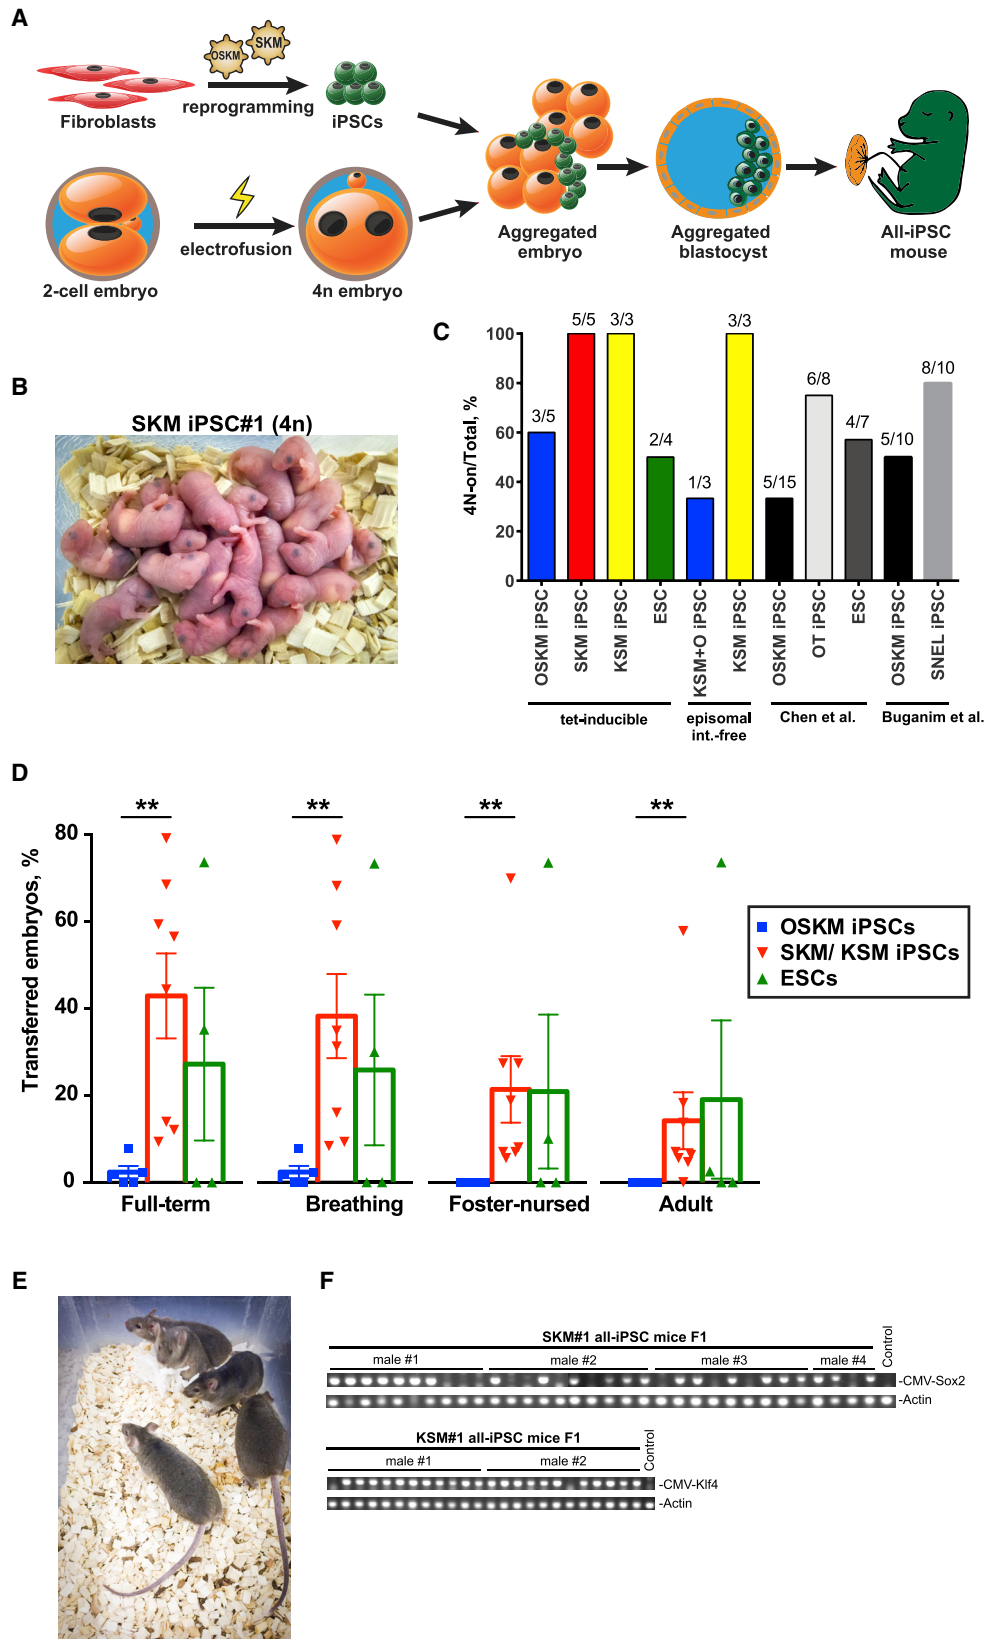 A
OSKM
SKM
reprogramming
Fibroblasts
iPSCs
electrofusion
2-cell embryo
4n embryo
Aggregated
embryo
Aggregated
blastocyst
All-iPSC
mouse
B
SKM iPSC#1 (4n)
C
4N-on/Total, %
100
80
60
40
20
0
3/5
5/5
3/3
2/4
1/3
3/3
5/15
6/8
4/7
5/10
8/10
OSKM iPSC
SKM iPSC
KSM iPSC
ESC
KSM+O iPSC
KSM iPSC
OSKM iPSC
OT iPSC
ESC
OSKM iPSC
SNEL iPSC
tet-inducible
episomal
int.-free
Chen et al.
Buganim et al.
D
Transferred embryos, %
80
60
40
20
0
**
**
**
**
Full-term
Breathing
Foster-nursed
Adult
OSKM iPSCs
SKM/ KSM iPSCs
ESCs
E
F
SKM#1 all-iPSC mice F1
male #1
male #2
male #3
male #4
Control
-CMV-Sox2
-Actin
KSM#1 all-iPSC mice F1
male #1
male #2
Control
-CMV-Klf4
-Actin